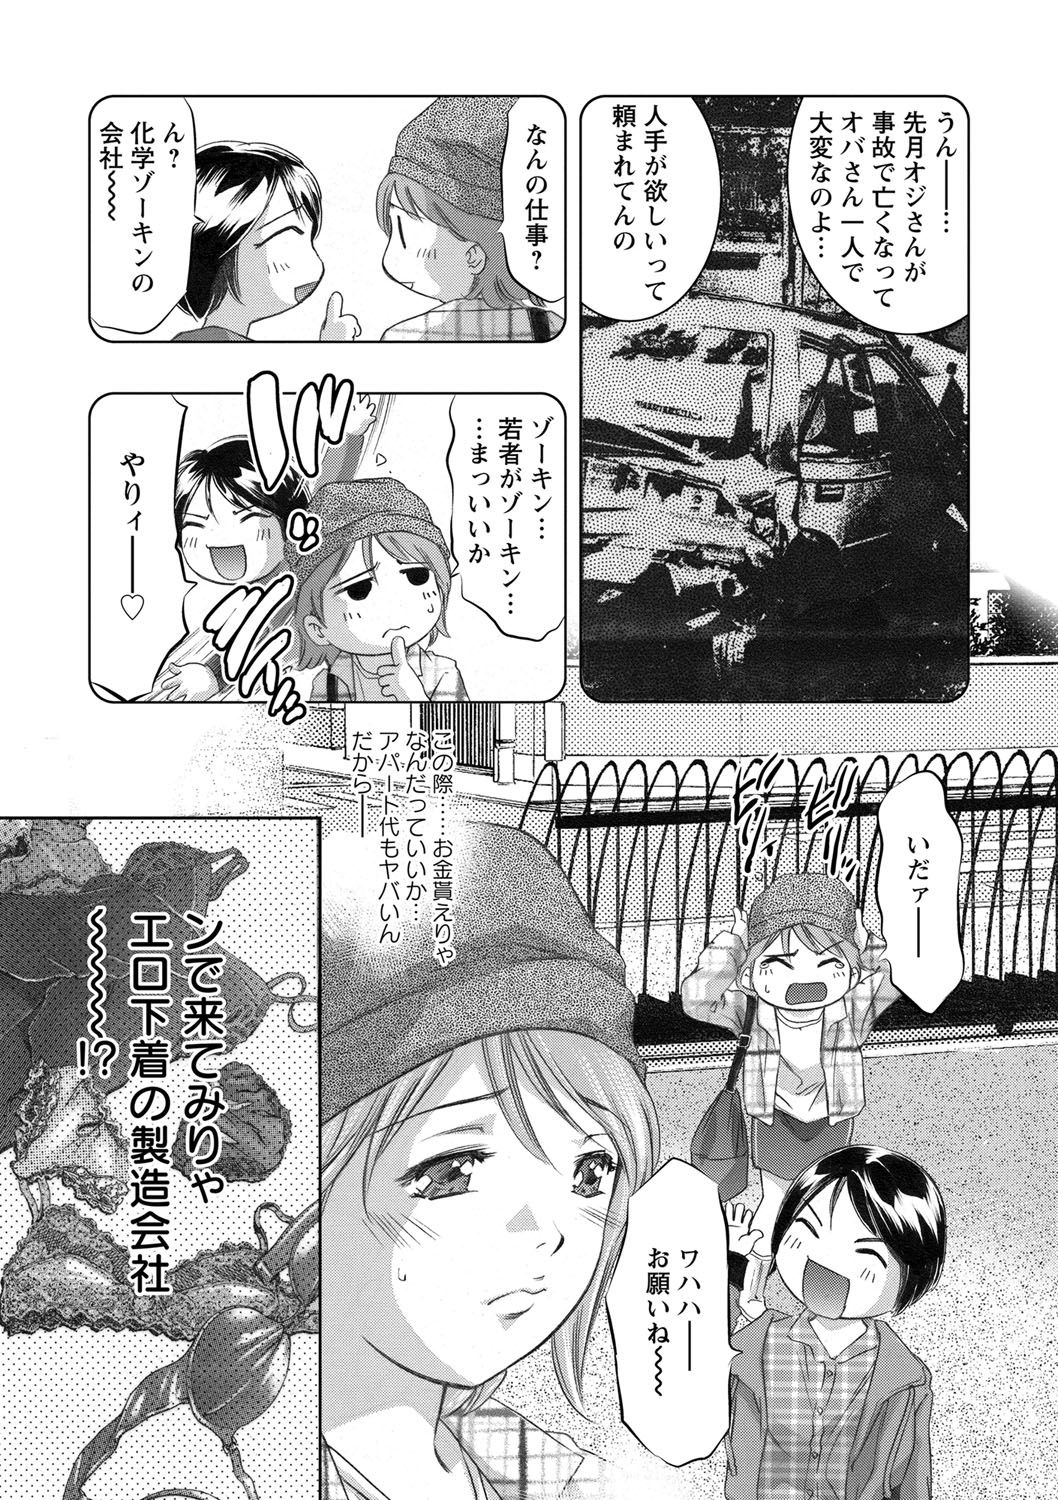 うん――…
先月オジさんが
事故で亡くなって
オバさん一人で
大変なのよ…
人手が欲しいって
頼まれてんの
なんの仕事?
ん?
化学ゾーキンの
会社〜〜
ゾーキン…
若者がゾーキン…
…まっいいか
やりィ――♡
この際……お金貰えりゃ
なんだっていいか…
アパート代もヤバいん
だから――
いだァ――
ワハハ――
お願いね〜〜
ンで来てみりゃ
エロ下着の製造会社
〜〜〜〜!?